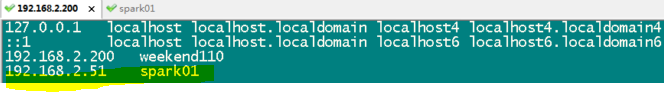 192.168.2.200 × spark01
127.0.0.1 localhost localhost.localdomain localhost4 localhost4.localdomain4
::1 localhost localhost.localdomain localhost6 localhost6.localdomain6
192.168.2.200 weekend110
192.168.2.51 spark01